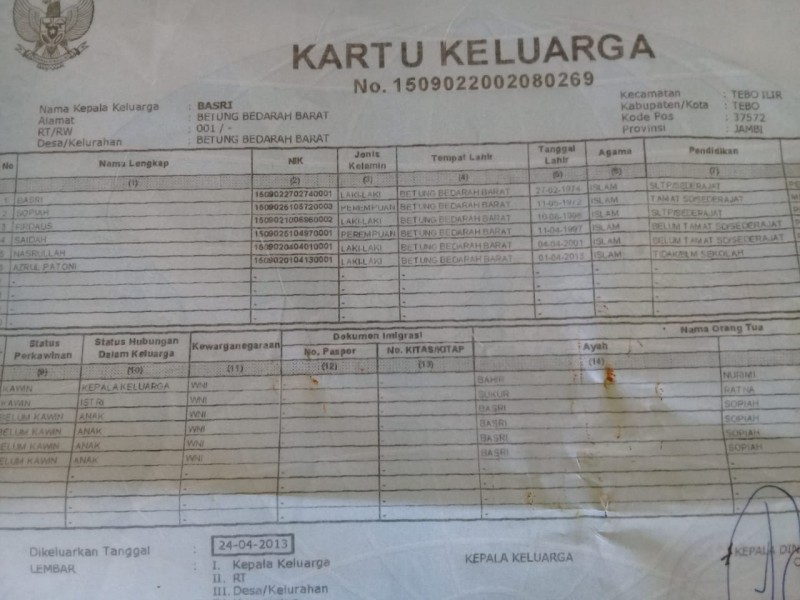 KARTU KELUARGA
No. 1509022002080269
Nama Kepala Keluarga : BASRI
Alamat : BETUNG BEDARAH BARAT
RT/RW : 001 / -
Desa/Kelurahan : BETUNG BEDARAH BARAT
Kecamatan : TEBO ILIR
Kabupaten/Kota : TEBO
Kode Pos : 37572
Provinsi : JAMBI
No Nama Lengkap NIK Jenis Kelamin Tempat Lahir Tanggal Lahir Agama Pendidikan
(1) (2) (3) (4) (5) (6) (7)
1 BASRI 1509022702740001 LAKI-LAKI BETUNG BEDARAH BARAT 27-02-1974 ISLAM SLTP/SEDERAJAT
2 SOPIAH 1509025105720003 PEREMPUAN BETUNG BEDARAH BARAT 11-05-1972 ISLAM TAMAT SD/SEDERAJAT
3 FIRDAUS 1509021006960002 LAKI-LAKI BETUNG BEDARAH BARAT 10-06-1996 ISLAM SLTP/SEDERAJAT
4 SAIDAH 1509025104970001 PEREMPUAN BETUNG BEDARAH BARAT 11-04-1997 ISLAM BELUM TAMAT SD/SEDERAJAT
5 NASRULLAH 1509020404010001 LAKI-LAKI BETUNG BEDARAH BARAT 04-04-2001 ISLAM BELUM TAMAT SD/SEDERAJAT
AZRUL PATONI 1509020104130001 LAKI-LAKI BETUNG BEDARAH BARAT 01-04-2013 ISLAM TIDAK/BLM SEKOLAH
Status Perkawinan Status Hubungan Dalam Keluarga Kewarganegaraan Dokumen Imigrasi Nama Orang Tua
No. Paspor No. KITAS/KITAP Ayah
(9) (10) (11) (12) (13) (14)
KAWIN KEPALA KELUARGA WNI - - NURIMI
KAWIN ISTRI WNI - - SUKUR RATNA
BELUM KAWIN ANAK WNI - - BASRI SOPIAH
BELUM KAWIN ANAK WNI - - BASRI SOPIAH
BELUM KAWIN ANAK WNI - - BASRI SOPIAH
BELUM KAWIN ANAK WNI - - BASRI SOPIAH
Dikeluarkan Tanggal : 24-04-2013
LEMBAR : I. Kepala Keluarga
II. RT
III. Desa/Kelurahan
KEPALA KELUARGA
KEPALA